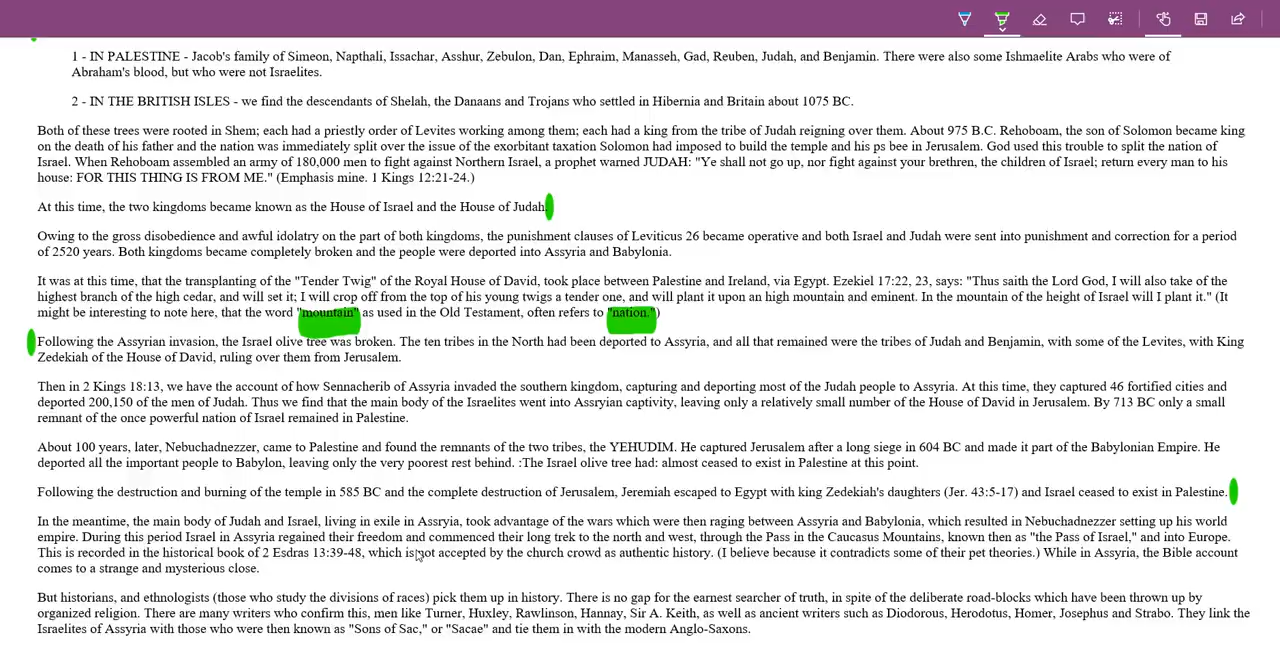 1 - IN PALESTINE - Jacob's family of Simeon, Napthali, Issachar, Asshur, Zebulon, Dan, Ephraim, Manasseh, Gad, Reuben, Judah, and Benjamin. There were also some Ishmaelite Arabs who were of
Abraham's blood, but who were not Israelites.
2 - IN THE BRITISH ISLES - we find the descendants of Shelah, the Danaans and Trojans who settled in Hibernia and Britain about 1075 BC.
Both of these trees were rooted in Shem; each had a priestly order of Levites working among them; each had a king from the tribe of Judah reigning over them. About 975 B.C. Rehoboam, the son of Solomon became king
on the death of his father and the nation was immediately split over the issue of the exorbitant taxation Solomon had imposed to build the temple and his ps bee in Jerusalem. God used this trouble to split the nation of
Israel. When Rehoboam assembled an army of 180,000 men to fight against Northern Israel, a prophet warned JUDAH: "Ye shall not go up, nor fight against your brethren, the children of Israel; return every man to his
house: FOR THIS THING IS FROM ME." (Emphasis mine. 1 Kings 12:21-24.)
At this time, the two kingdoms became known as the House of Israel and the House of Judah.
Owing to the gross disobedience and awful idolatry on the part of both kingdoms, the punishment clauses of Leviticus 26 became operative and both Israel and Judah were sent into punishment and correction for a period
of 2520 years. Both kingdoms became completely broken and the people were deported into Assyria and Babylonia.
It was at this time, that the transplanting of the "Tender Twig" of the Royal House of David, took place between Palestine and Ireland, via Egypt. Ezekiel 17:22, 23, says: "Thus saith the Lord God, I will also take of the
highest branch of the high cedar, and will set it; I will crop off from the top of his young twigs a tender one, and will plant it upon an high mountain and eminent. In the mountain of the height of Israel will I plant it." (It
might be interesting to note here, that the word "mountain" as used in the Old Testament, often refers to "nation.")
Following the Assyrian invasion, the Israel olive tree was broken. The ten tribes in the North had been deported to Assyria, and all that remained were the tribes of Judah and Benjamin, with some of the Levites, with King
Zedekiah of the House of David, ruling over them from Jerusalem.
Then in 2 Kings 18:13, we have the account of how Sennacherib of Assyria invaded the southern kingdom, capturing and deporting most of the Judah people to Assyria. At this time, they captured 46 fortified cities and
deported 200,150 of the men of Judah. Thus we find that the main body of the Israelites went into Assryian captivity, leaving only a relatively small number of the House of David in Jerusalem. By 713 BC only a small
remnant of the once powerful nation of Israel remained in Palestine.
About 100 years, later, Nebuchadnezzer, came to Palestine and found the remnants of the two tribes, the YEHUDIM. He captured Jerusalem after a long siege in 604 BC and made it part of the Babylonian Empire. He
deported all the important people to Babylon, leaving only the very poorest rest behind. :The Israel olive tree had: almost ceased to exist in Palestine at this point.
Following the destruction and burning of the temple in 585 BC and the complete destruction of Jerusalem, Jeremiah escaped to Egypt with king Zedekiah's daughters (Jer. 43:5-17) and Israel ceased to exist in Palestine.
In the meantime, the main body of Judah and Israel, living in exile in Assryia, took advantage of the wars which were then raging between Assyria and Babylonia, which resulted in Nebuchadnezzer setting up his world
empire. During this period Israel in Assyria regained their freedom and commenced their long trek to the north and west, through the Pass in the Caucasus Mountains, known then as "the Pass of Israel," and into Europe.
This is recorded in the historical book of 2 Esdras 13:39-48, which is not accepted by the church crowd as authentic history. (I believe because it contradicts some of their pet theories.) While in Assyria, the Bible account
comes to a strange and mysterious close.
But historians, and ethnologists (those who study the divisions of races) pick them up in history. There is no gap for the earnest searcher of truth, in spite of the deliberate road-blocks which have been thrown up by
organized religion. There are many writers who confirm this, men like Turner, Huxley, Rawlinson, Hannay, Sir A. Keith, as well as ancient writers such as Diodorous, Herodotus, Homer, Josephus and Strabo. They link the
Israelites of Assyria with those who were then known as "Sons of Sac," or "Sacae" and tie them in with the modern Anglo-Saxons.